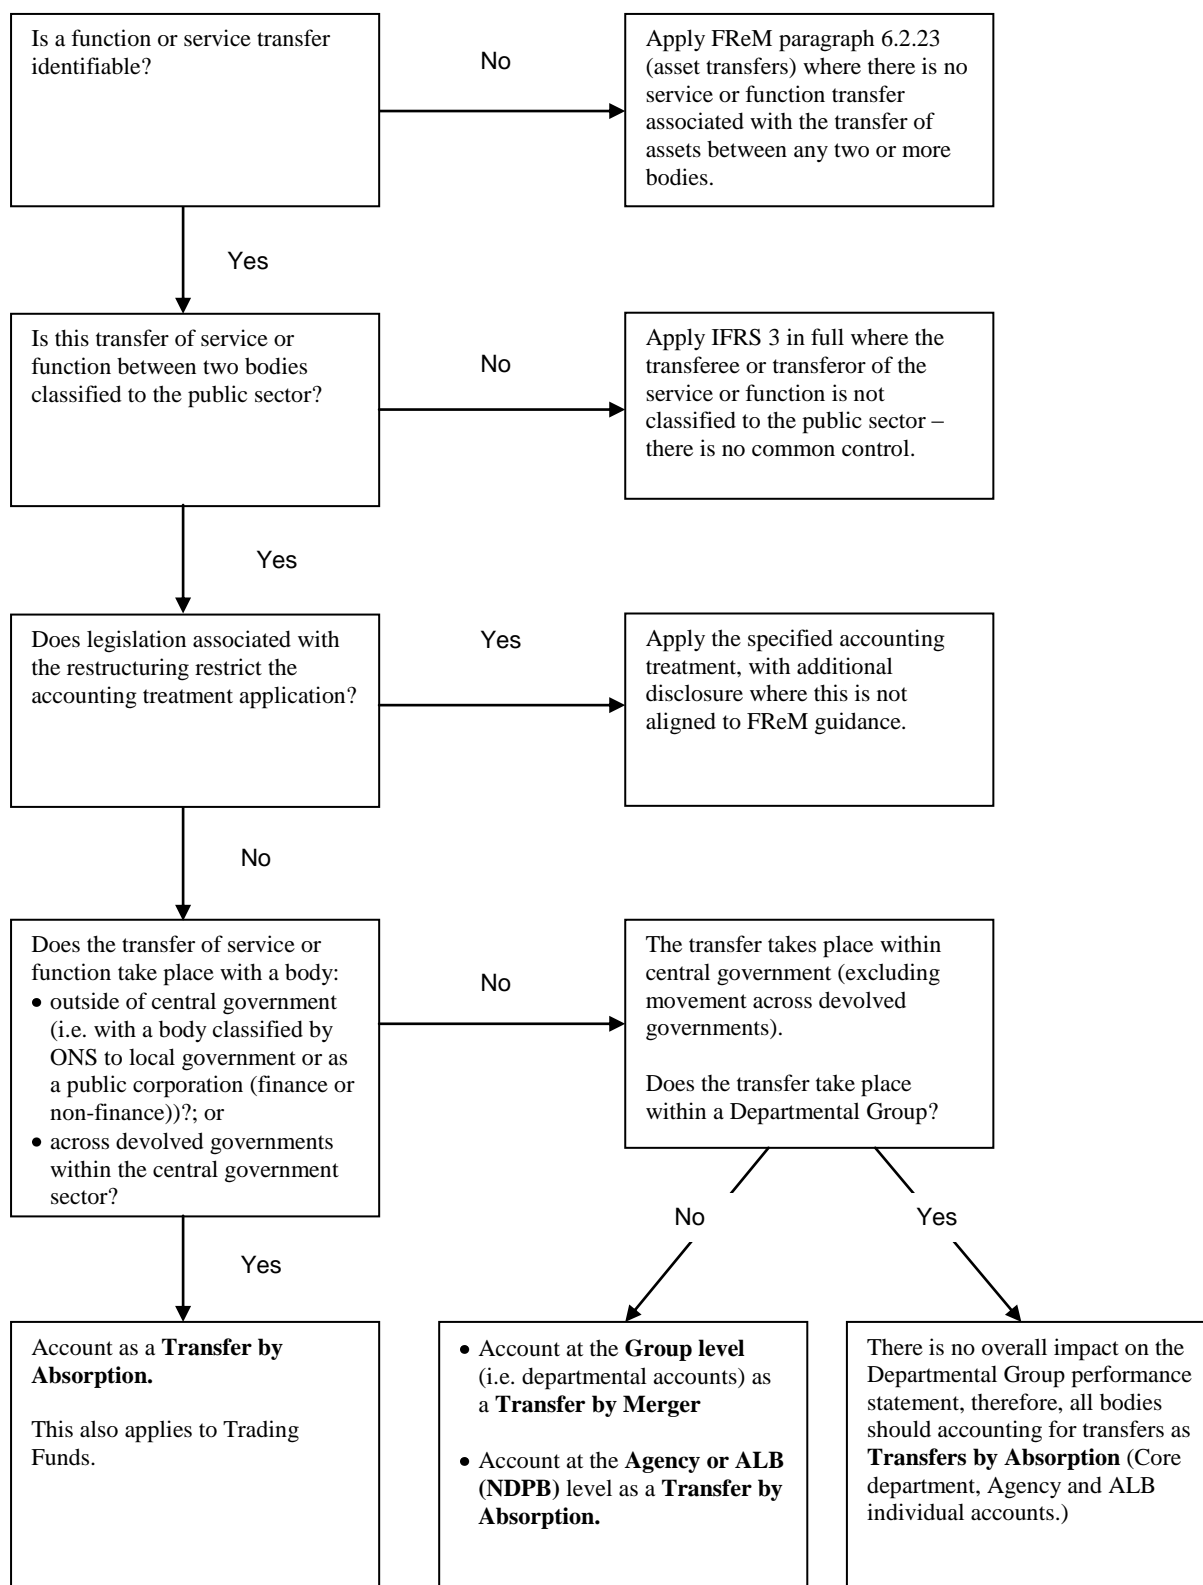 Is a function or service transfer
identifiable?
No
Apply FReM paragraph 6.2.23
(asset transfers) where there is no
service or function transfer
associated with the transfer of
assets between any two or more
bodies.
Yes
Is this transfer of service or
function between two bodies
classified to the public sector?
No
Apply IFRS 3 in full where the
transferee or transferor of the
service or function is not
classified to the public sector –
there is no common control.
Yes
Does legislation associated with
the restructuring restrict the
accounting treatment application?
Yes
Apply the specified accounting
treatment, with additional
disclosure where this is not
aligned to FReM guidance.
No
Does the transfer of service or
function take place with a body:
• outside of central government
(i.e. with a body classified by
ONS to local government or as
a public corporation (finance or
non-finance))?; or
• across devolved governments
within the central government
sector?
No
The transfer takes place within
central government (excluding
movement across devolved
governments).
Does the transfer take place
within a Departmental Group?
Yes
No
Yes
Account as a Transfer by
Absorption.
This also applies to Trading
Funds.
• Account at the Group level
(i.e. departmental accounts) as
a Transfer by Merger
• Account at the Agency or ALB
(NDPB) level as a Transfer by
Absorption.
There is no overall impact on the
Departmental Group performance
statement, therefore, all bodies
should accounting for transfers as
Transfers by Absorption (Core
department, Agency and ALB
individual accounts.)